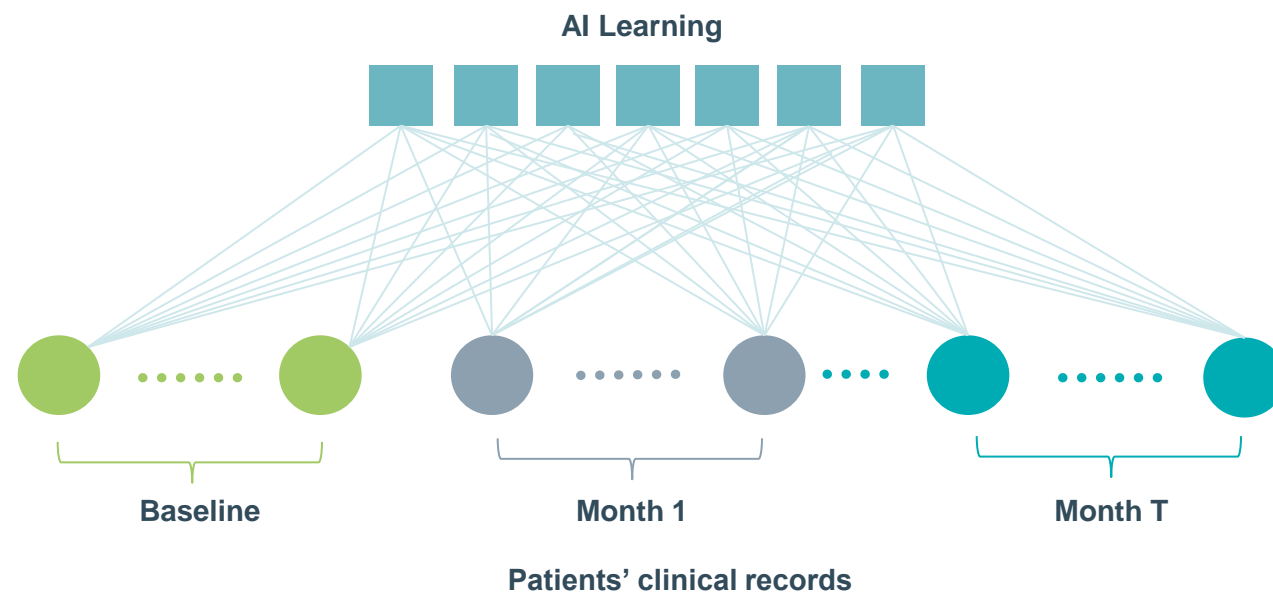 AI Learning
Baseline
Month 1
Month T
Patients’ clinical records